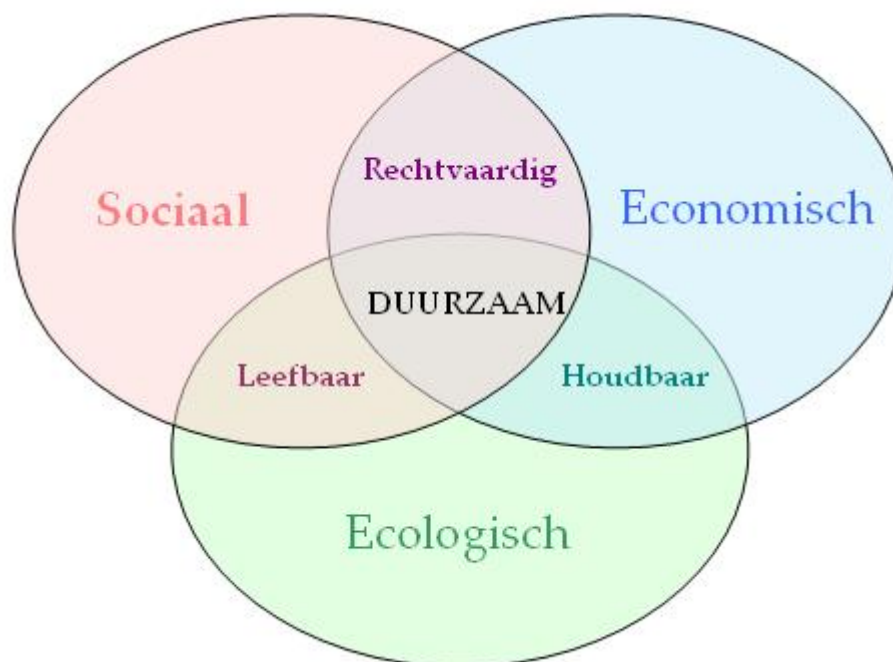 Rechtvaardig
Sociaal
Economisch
DUURZAAM
Leefbaar
Houdbaar
Ecologisch